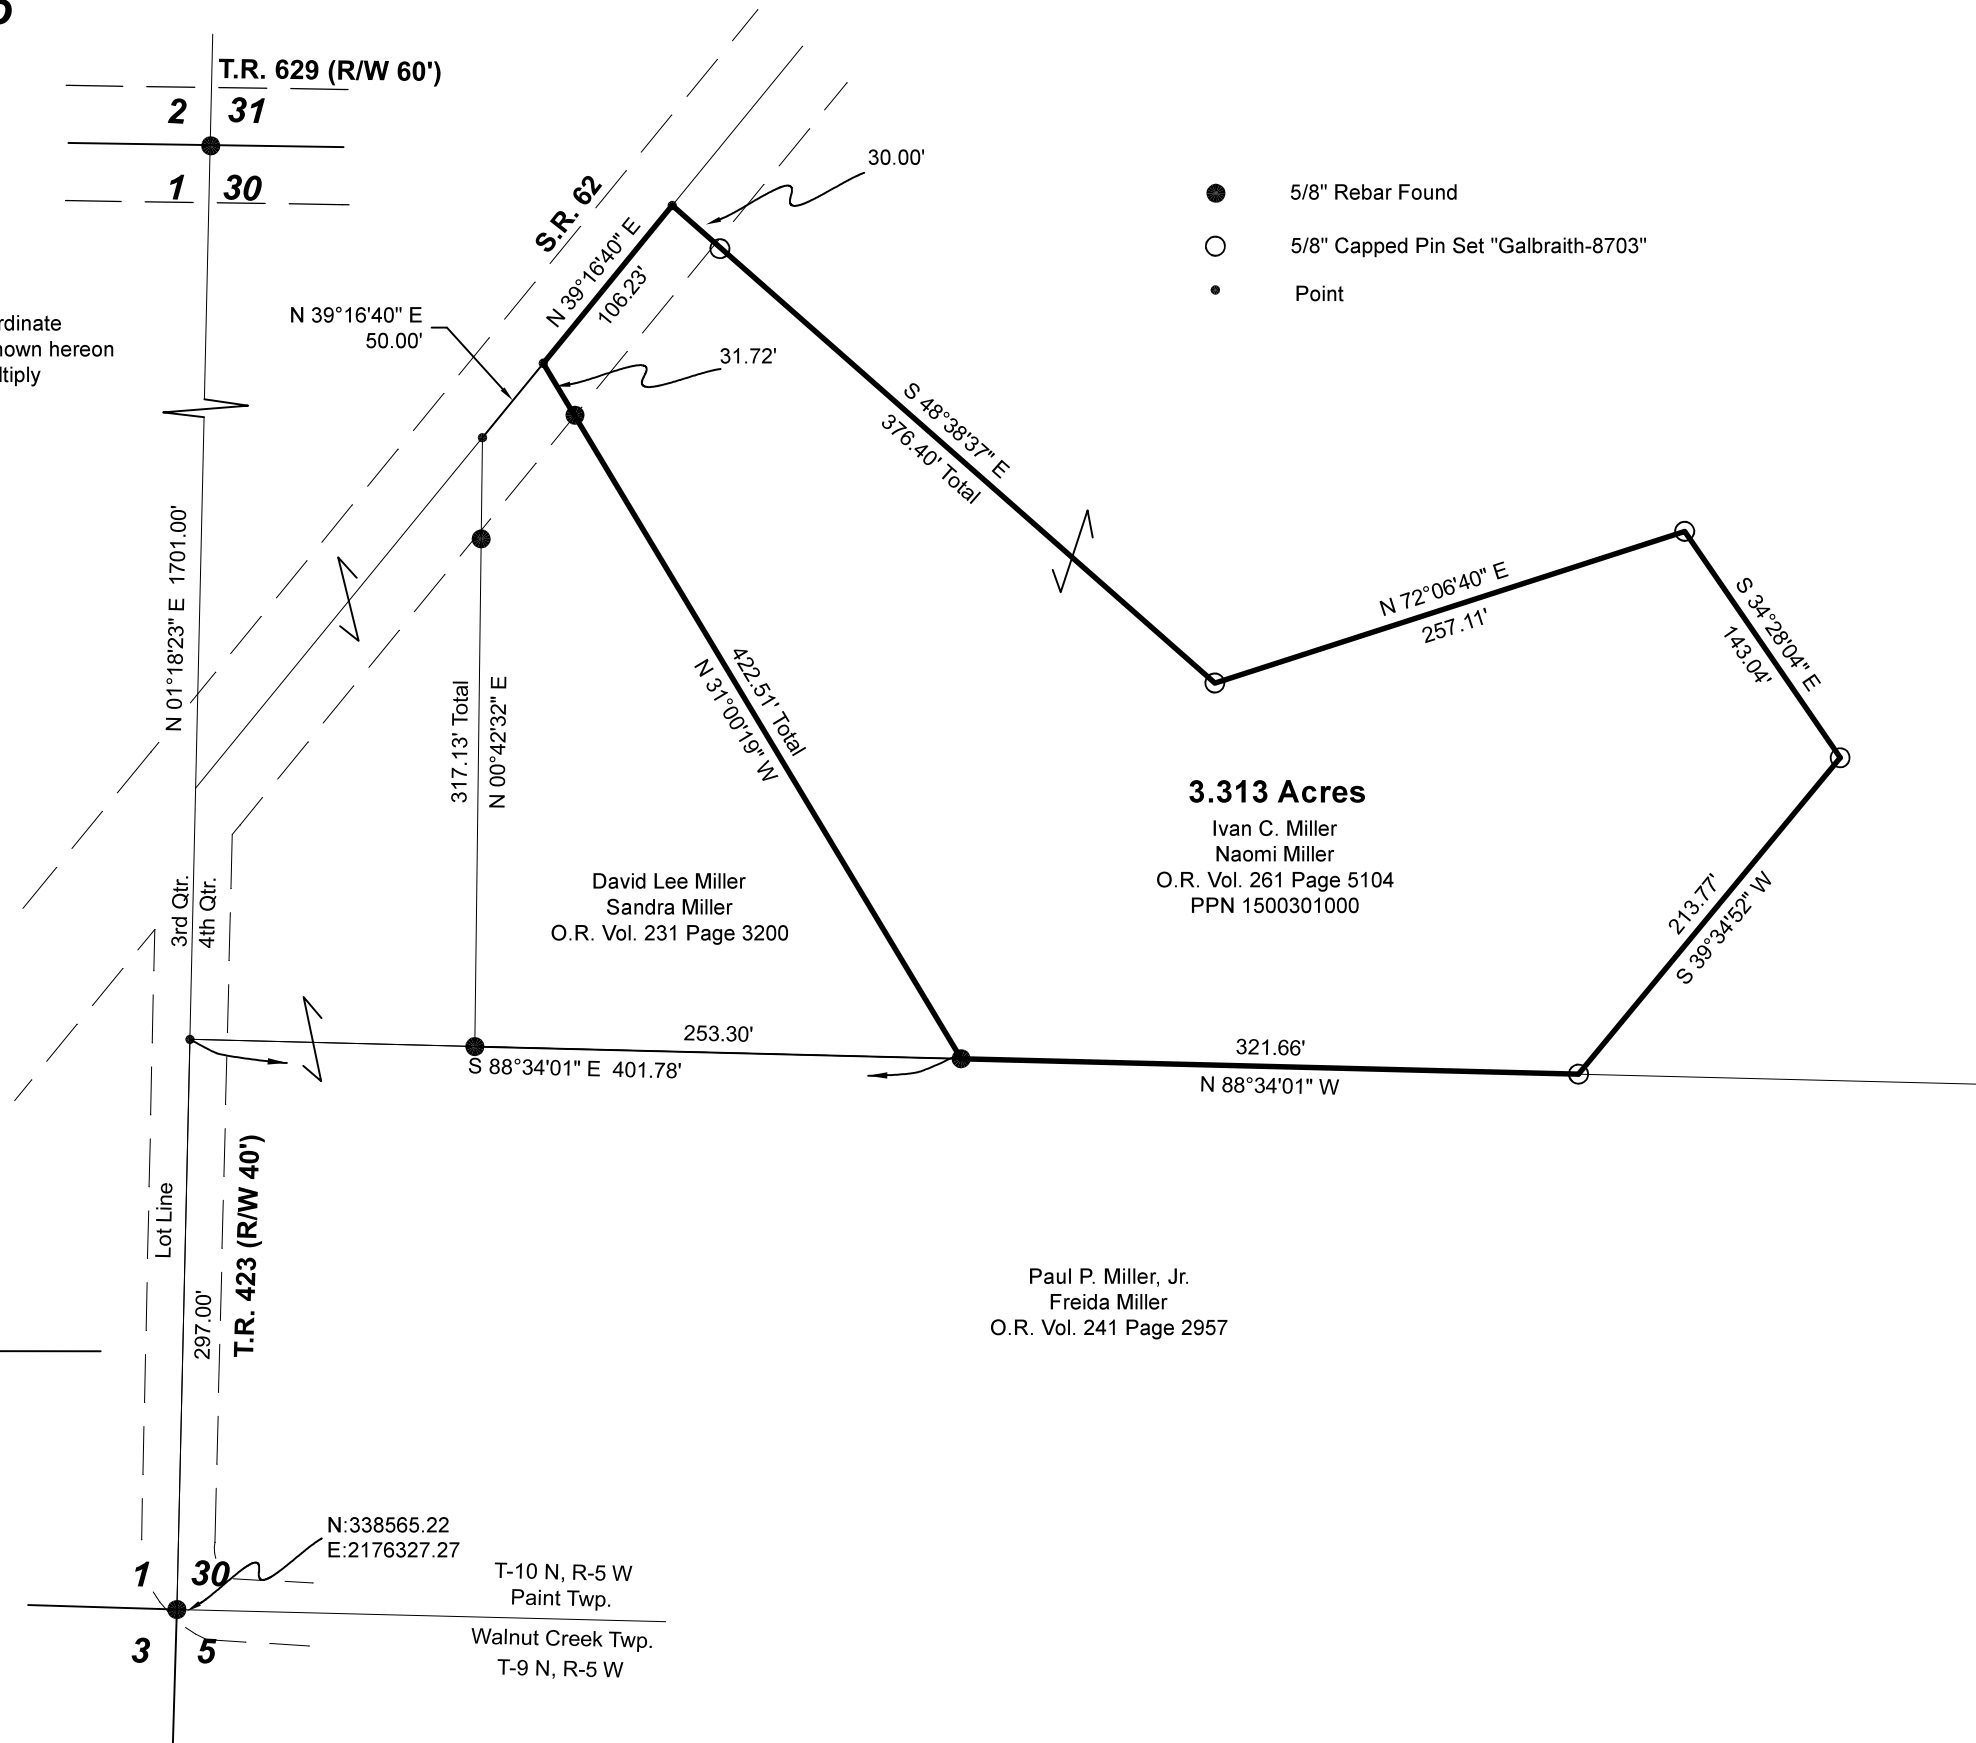 T.R. 629 (R/W 60')
2 31
1 30
30.00'
S.R. 62
N 39°16'40" E
106.23'
5/8" Rebar Found
5/8" Capped Pin Set "Galbraith-8703"
Point
rdinate
nown hereon
ltiply
N 39°16'40" E
50.00'
31.72'
S 48°38'37" E
376.40' Total
N 01°18'23" E 1701.00'
N 72°06'40" E
257.11'
S 34°28'04" E
143.04'
317.13' Total
N 00°42'32" E
422.51' Total
N 31°00'19" W
3.313 Acres
Ivan C. Miller
Naomi Miller
O.R. Vol. 261 Page 5104
PPN 1500301000
David Lee Miller
Sandra Miller
O.R. Vol. 231 Page 3200
3rd Qtr.
4th Qtr.
213.77'
S 39°34'52" W
253.30'
S 88°34'01" E 401.78'
321.66'
N 88°34'01" W
Lot Line
297.00'
T.R. 423 (R/W 40')
Paul P. Miller, Jr.
Freida Miller
O.R. Vol. 241 Page 2957
N:338565.22
E:2176327.27
1 30
3 5
T-10 N, R-5 W
Paint Twp.
Walnut Creek Twp.
T-9 N, R-5 W